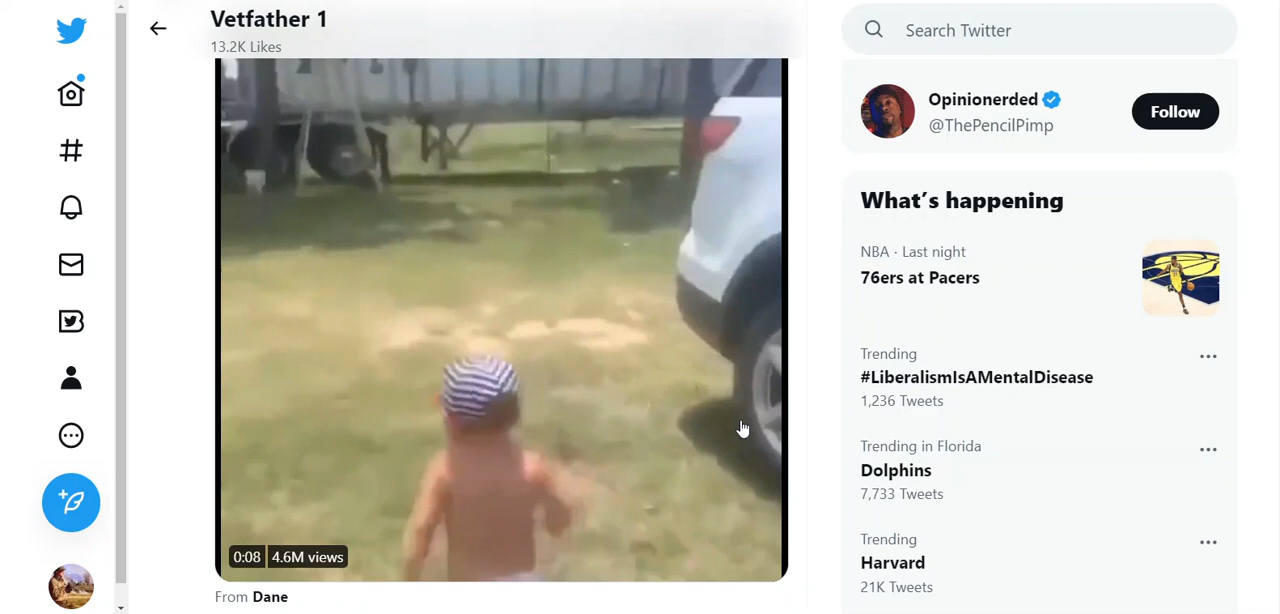 Vetfather 1
13.2K Likes
0:08 4.6M views
From Dane
Search Twitter
Opinionerded
@ThePencilPimp
Follow
What's happening
NBA · Last night
76ers at Pacers
Trending
#LiberalismIsAMentalDisease
1,236 Tweets
Trending in Florida
Dolphins
7,733 Tweets
Trending
Harvard
21K Tweets